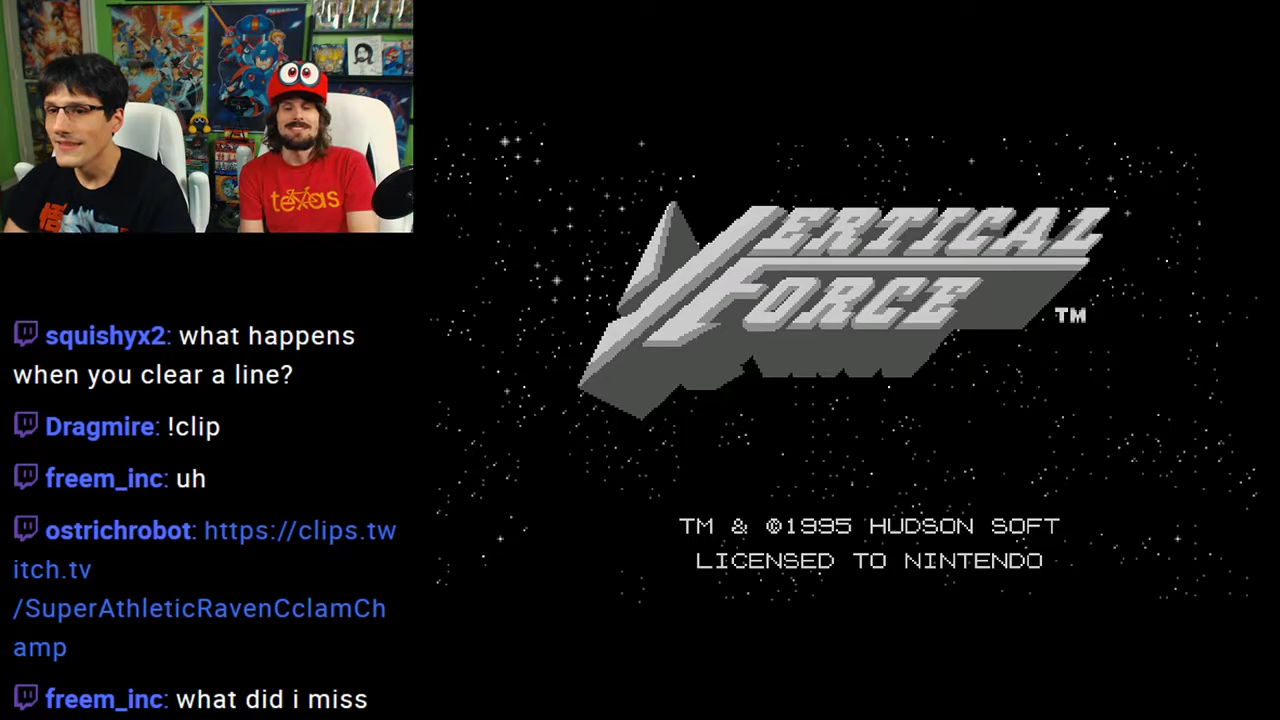 texas
VERTICAL
FORCE
TM
TM & ©1995 HUDSON SOFT
LICENSED TO NINTENDO
squishyx2: what happens
when you clear a line?
Dragmire: !clip
freem_inc: uh
ostrichrobot: https://clips.tw
itch.tv
/SuperAthleticRavenCclamCh
amp
freem_inc: what did i miss